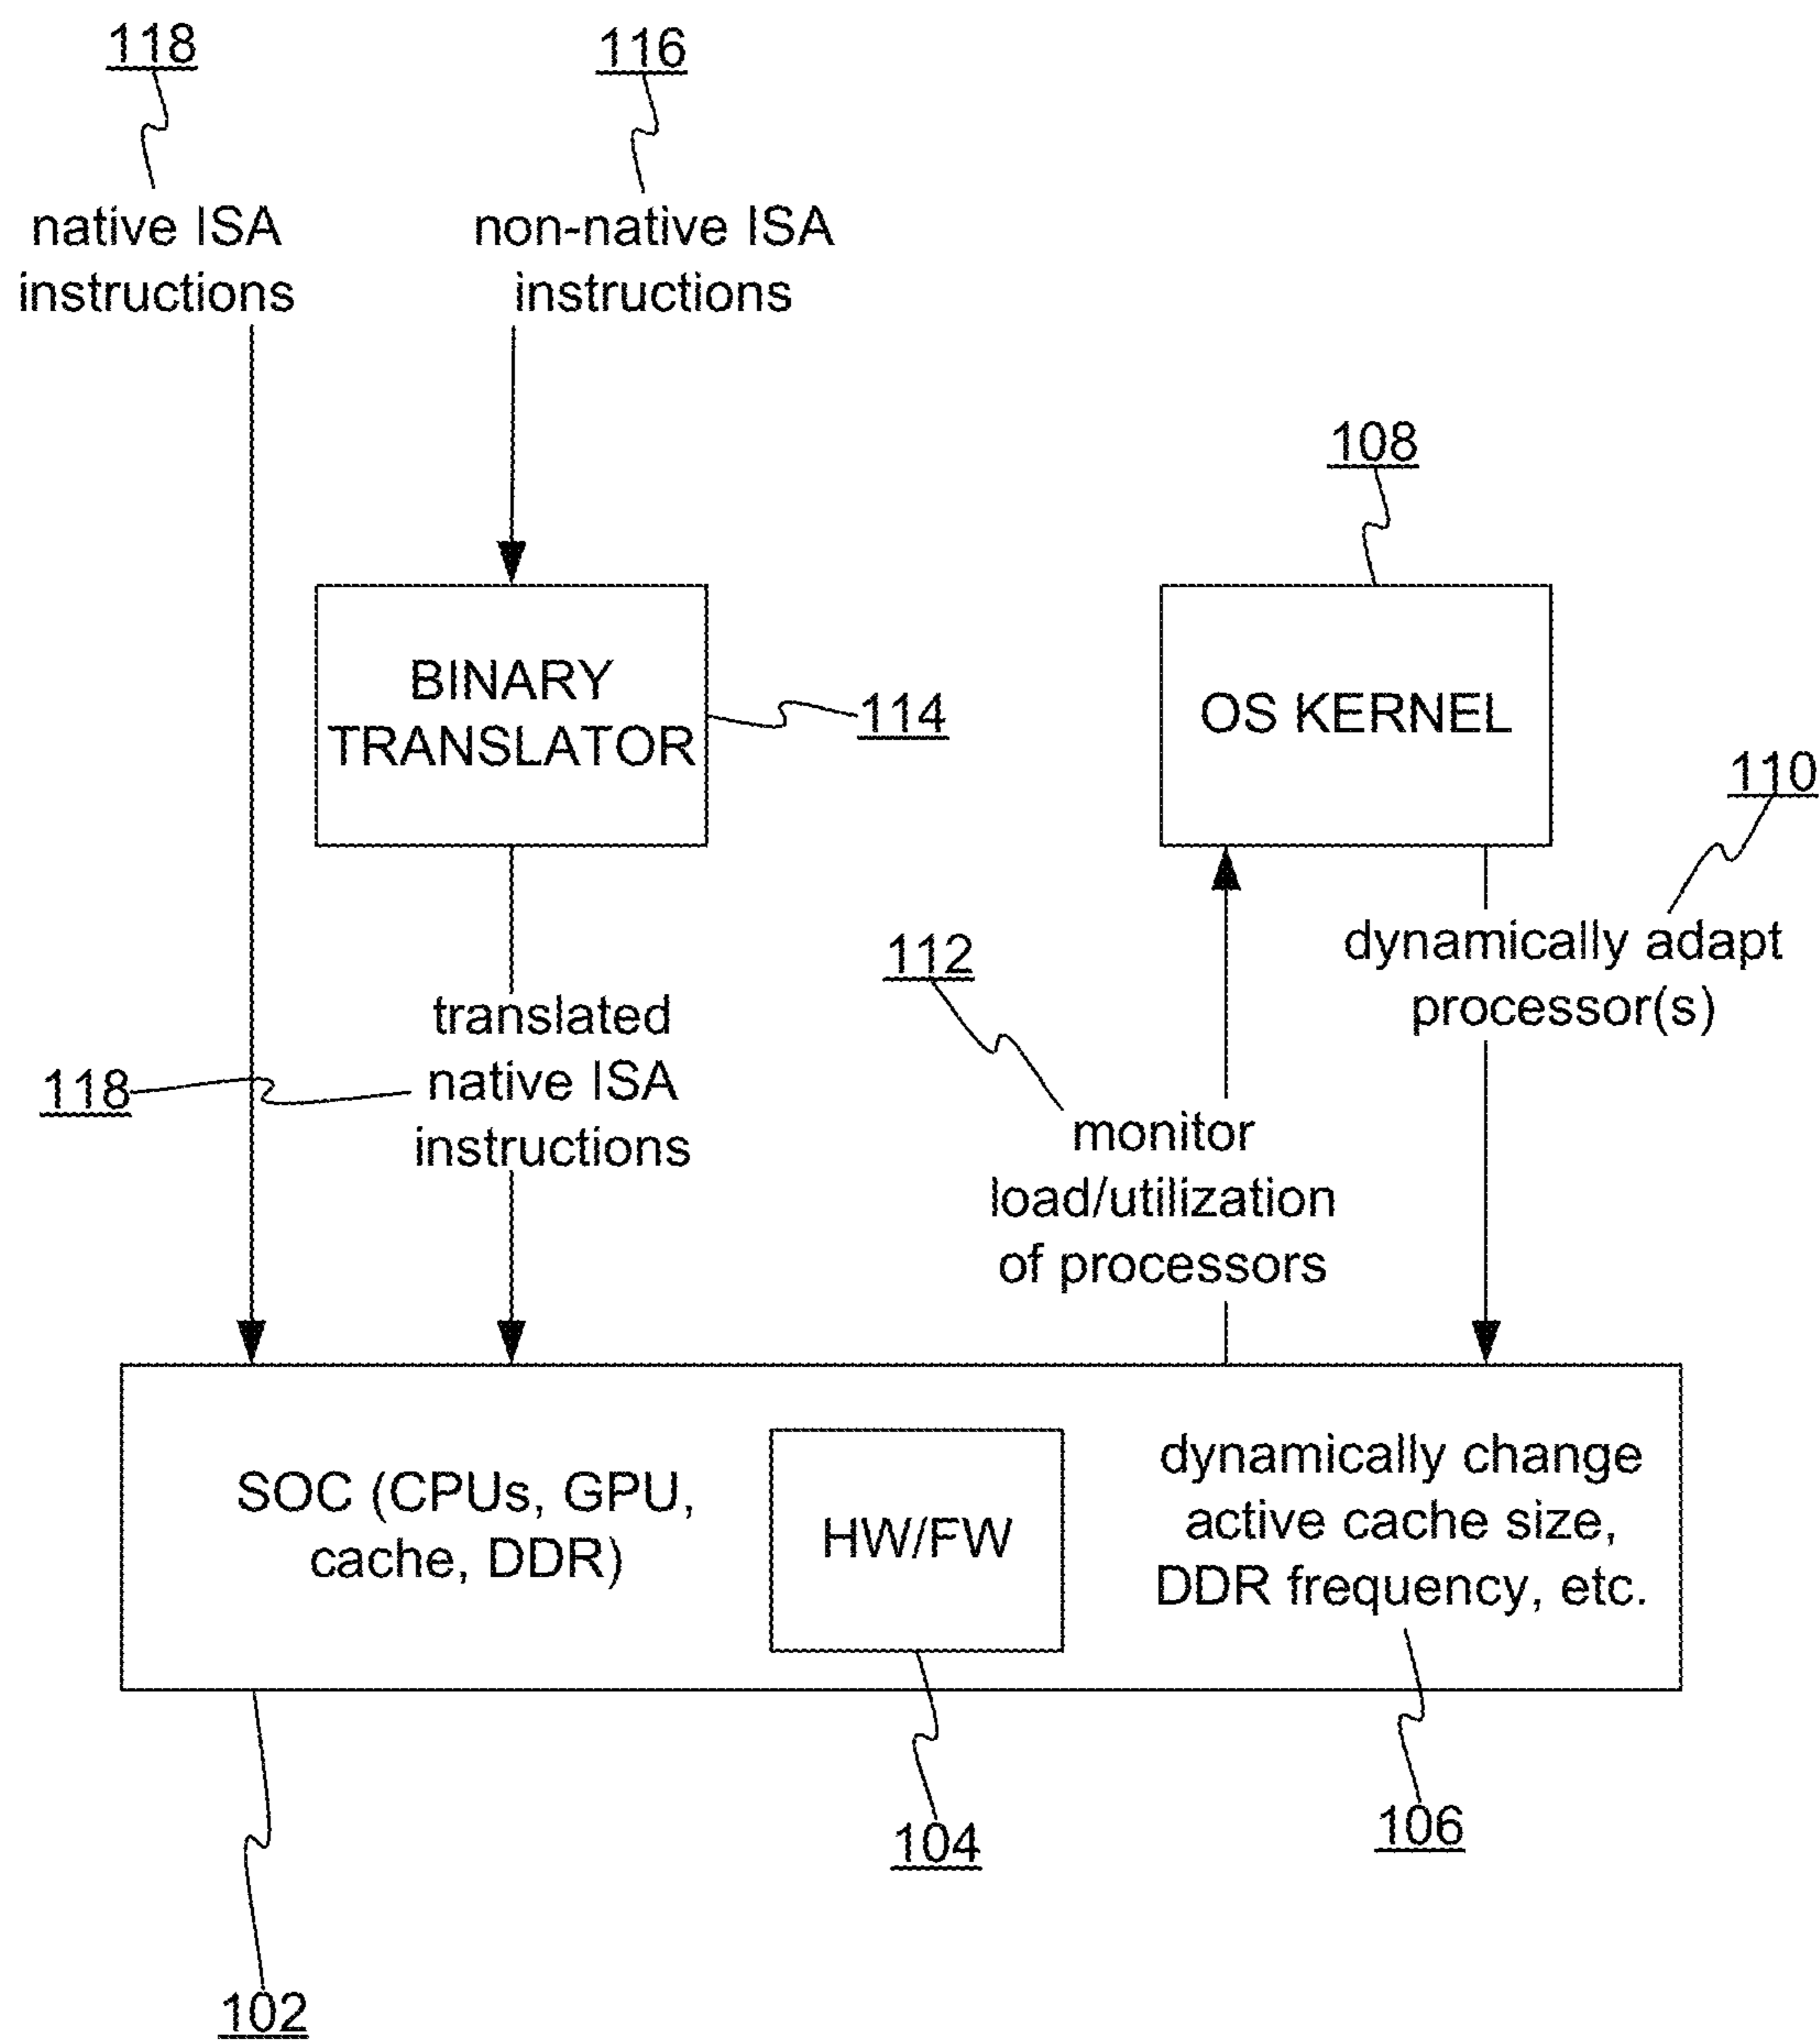 118
116
native ISA
instructions
non-native ISA
instructions
108
BINARY
TRANSLATOR
114
OS KERNEL
110
dynamically adapt
processor(s)
112
translated
native ISA
instructions
118
monitor
load/utilization
of processors
SOC (CPUs, GPU,
cache, DDR)
HW/FW
dynamically change
active cache size,
DDR frequency, etc.
104
106
102